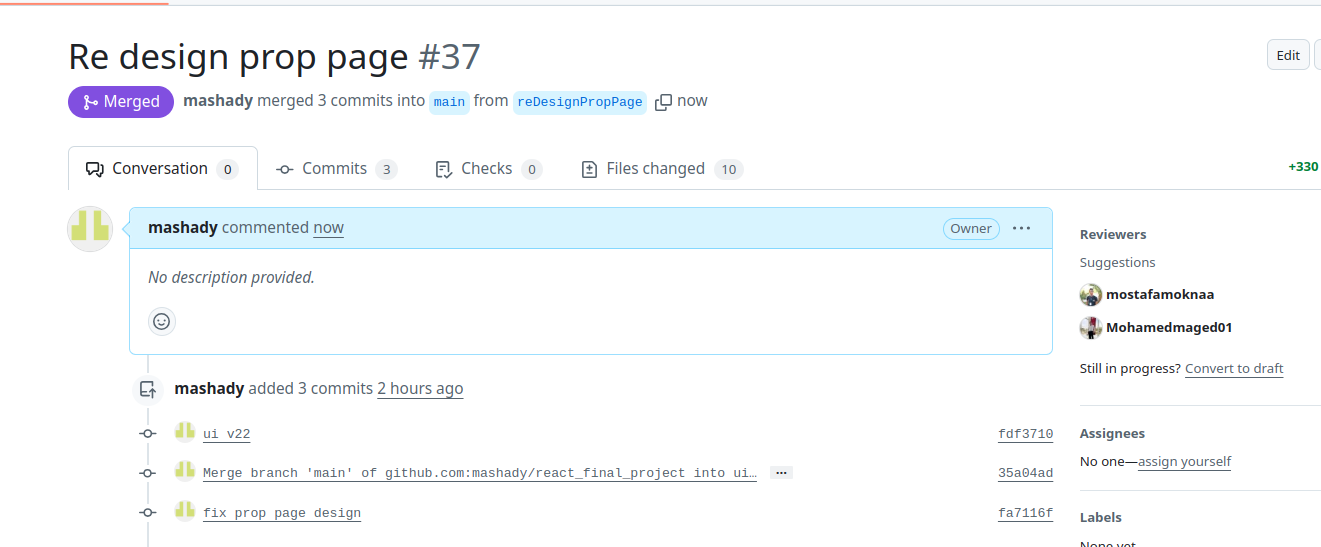 Re design prop page #37
Edit
Merged mashady merged 3 commits into main from reDesignPropPage now
Conversation 0 Commits 3 Checks 0 Files changed 10
+330
mashady commented now Owner ...
No description provided.
mashady added 3 commits 2 hours ago
ui v22 fdf3710
Merge branch 'main' of github.com:mashady/react_final_project into ui… ... 35a04ad
fix prop page design fa7116f
Reviewers
Suggestions
mostafamoknaa
Mohamedmaged01
Still in progress? Convert to draft
Assignees
No one—assign yourself
Labels
None yet